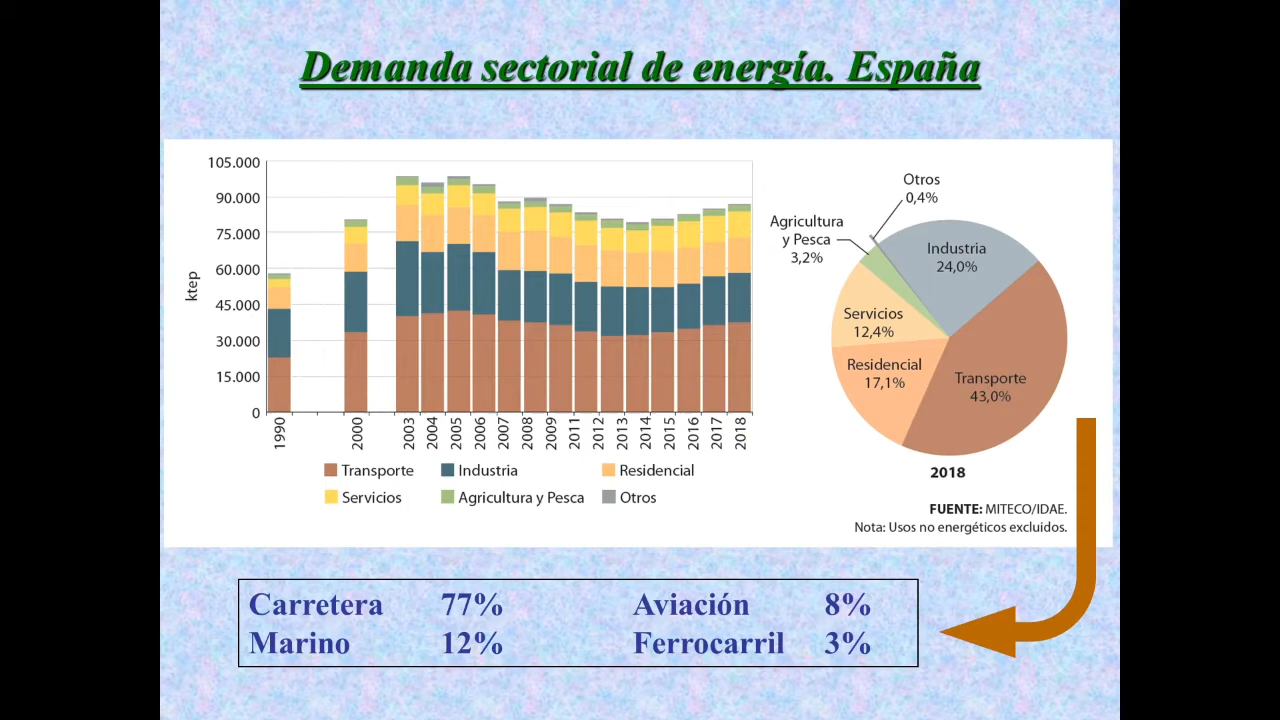 Demanda sectorial de energía. España
105.000
90.000
75.000
60.000
45.000
30.000
15.000
0
ktep
1990
2000
2003
2004
2005
2006
2007
2008
2009
2011
2012
2013
2014
2015
2016
2017
2018
Transporte
Industria
Residencial
Servicios
Agricultura y Pesca
Otros
Otros
0,4%
Agricultura
y Pesca
3,2%
Industria
24,0%
Servicios
12,4%
Residencial
17,1%
Transporte
43,0%
2018
FUENTE: MITECO/IDAE.
Nota: Usos no energéticos excluidos.
Carretera 77% Aviación 8%
Marino 12% Ferrocarril 3%